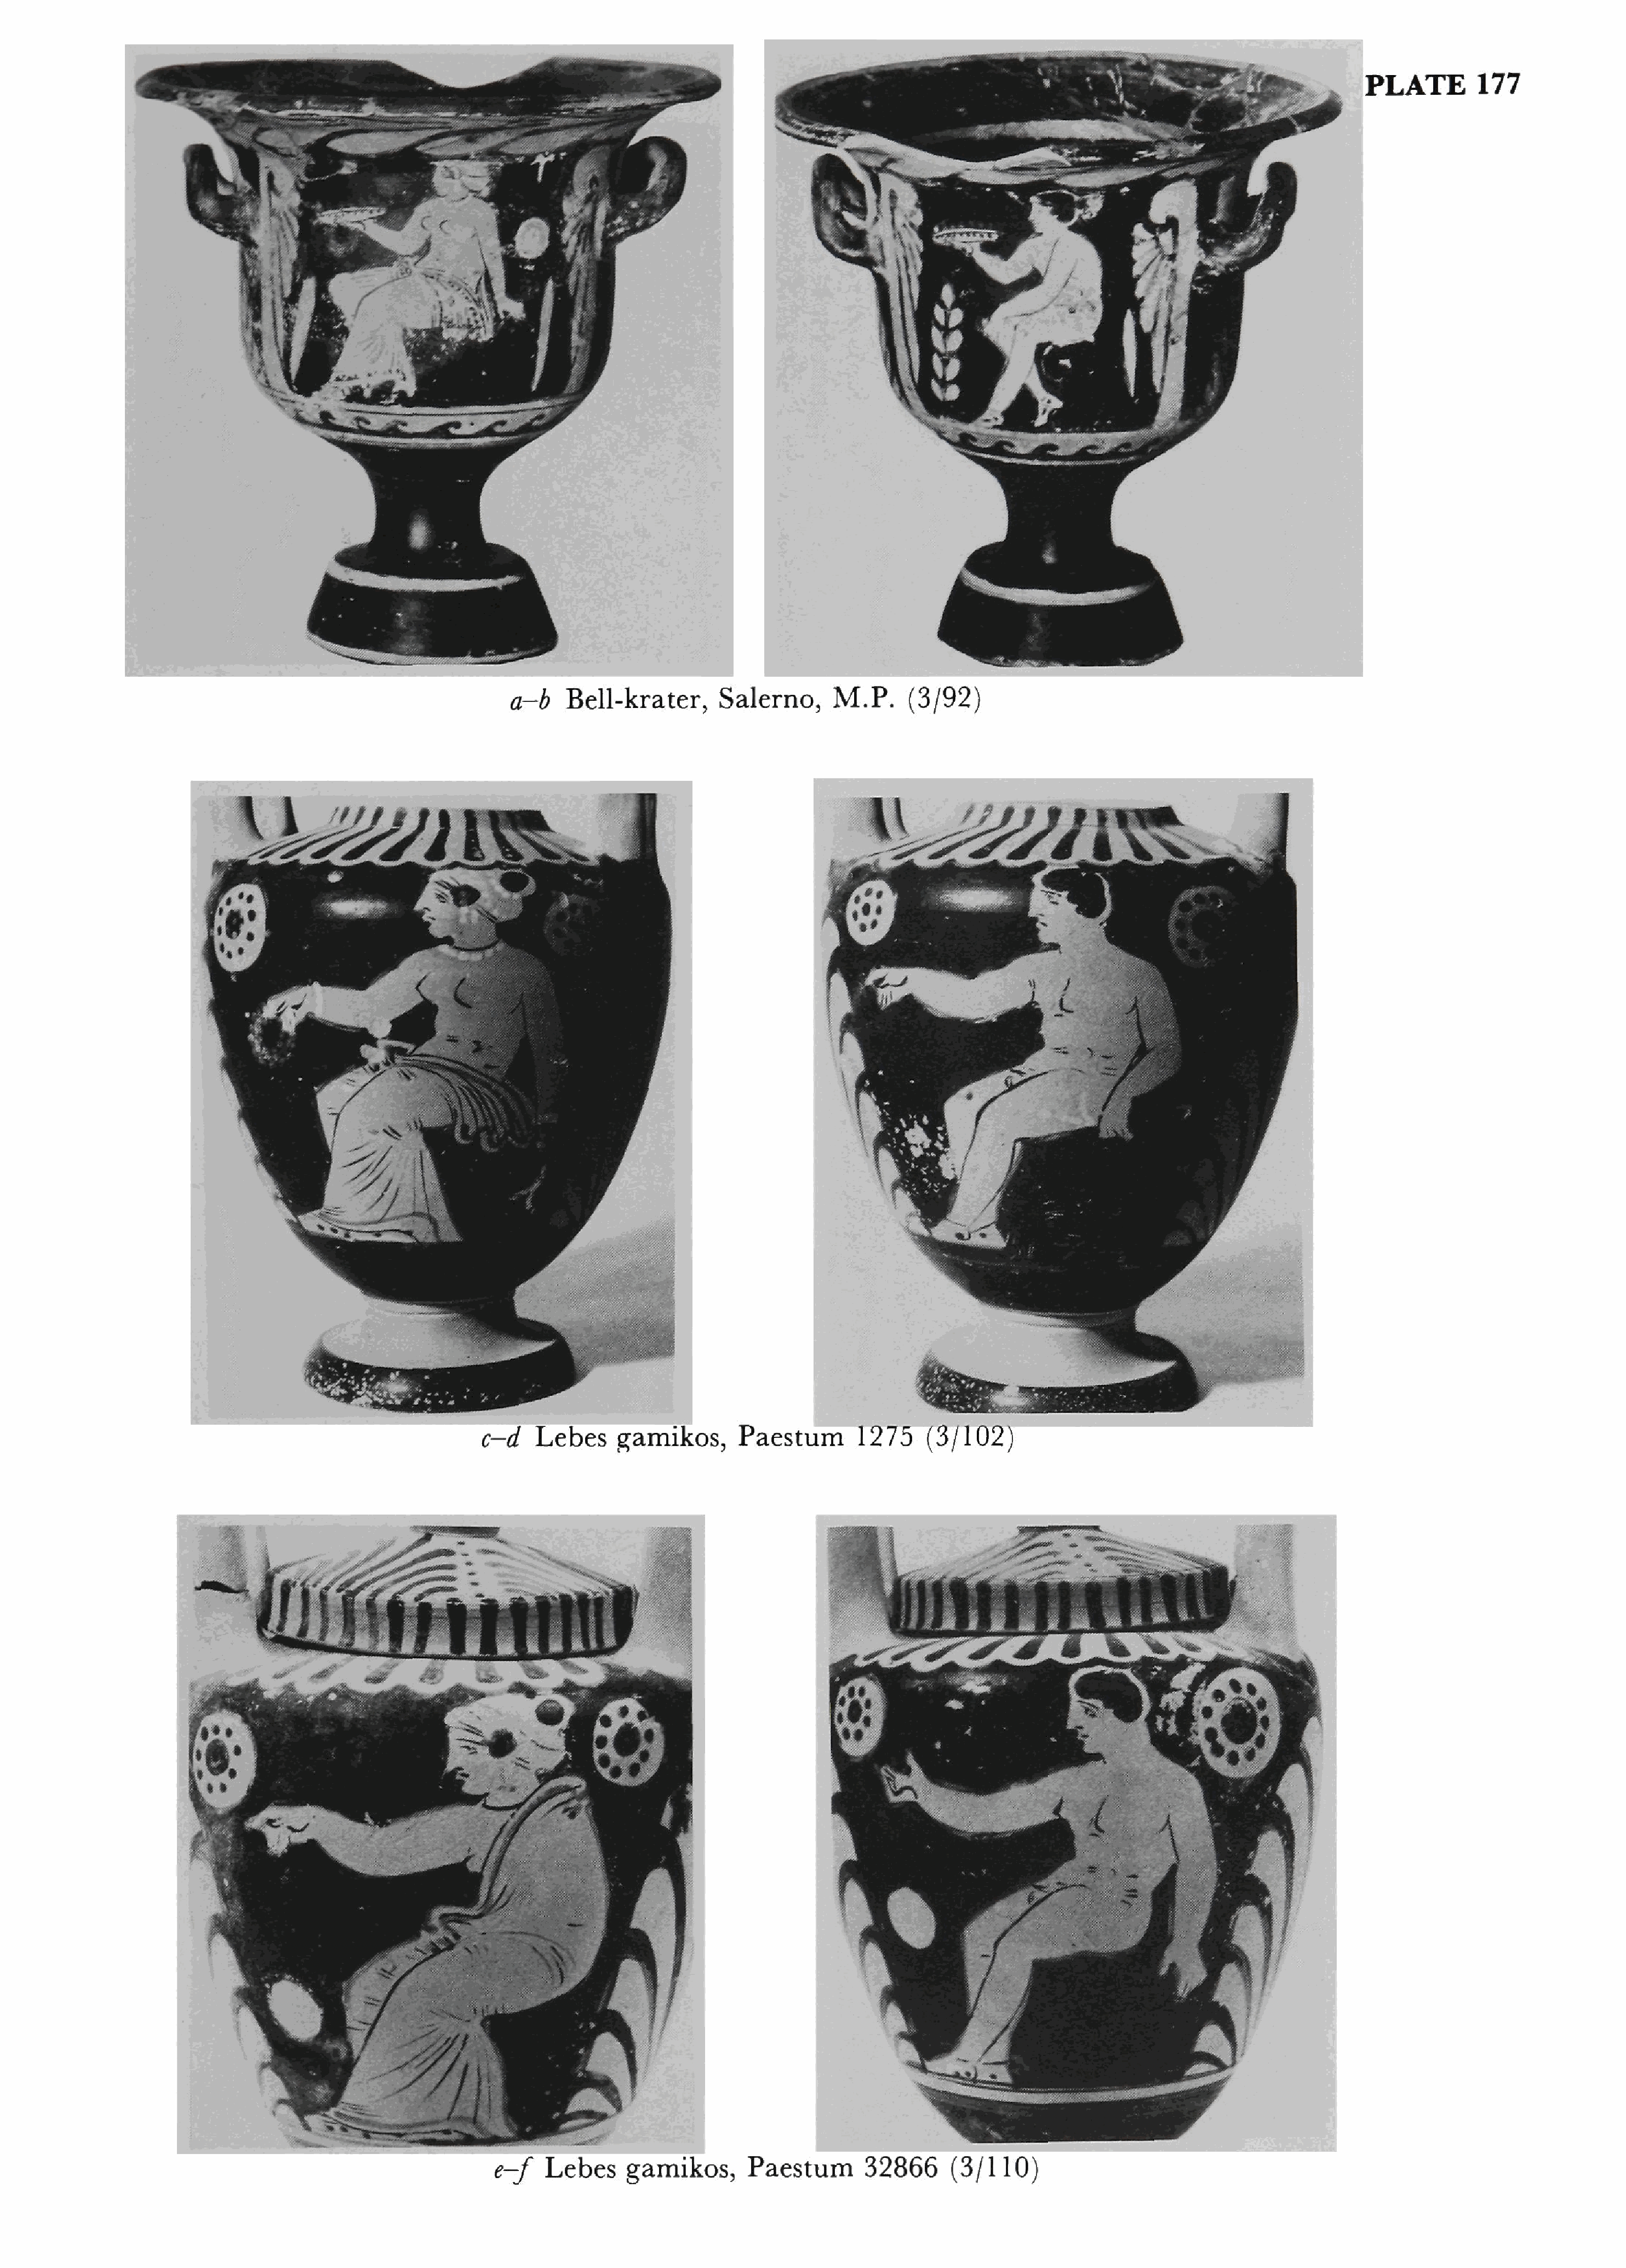 PLATE 177
a–b Bell-krater, Salerno, M.P. (3/92)
c–d Lebes gamikos, Paestum 1275 (3/102)
e–f Lebes gamikos, Paestum 32866 (3/110)